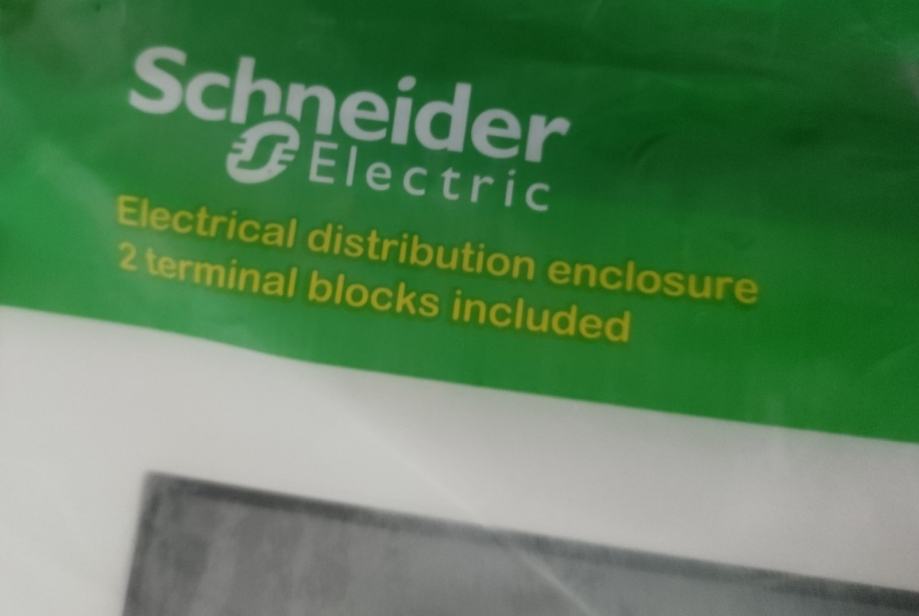 Schneider
Electric
Electrical distribution enclosure
2 terminal blocks included